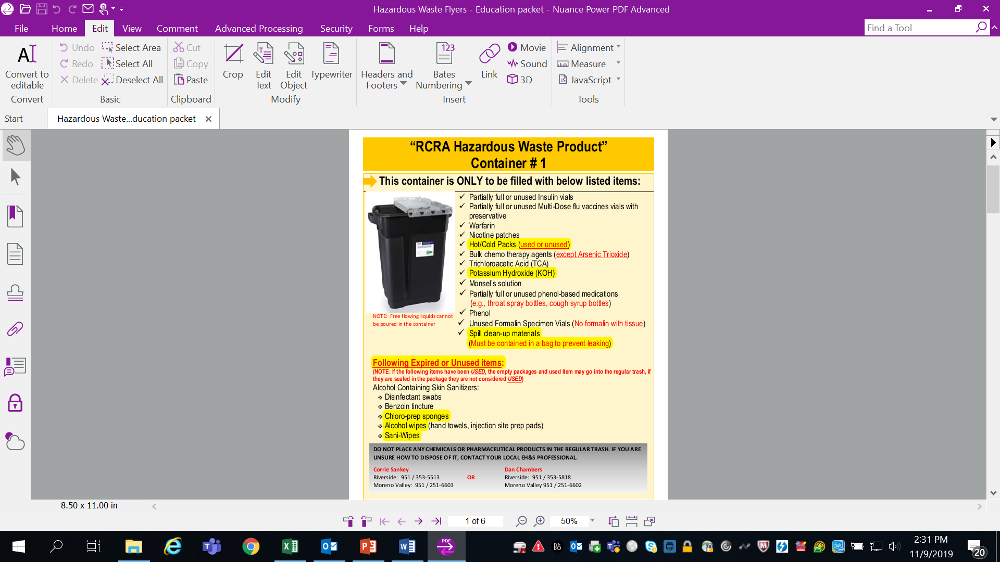 Hazardous Waste Flyers - Education packet - Nuance Power PDF Advanced
File Home Edit View Comment Advanced Processing Security Forms Help
Find a Tool
Convert to editable
Convert
Undo
Redo
Delete
Select Area
Select All
Deselect All
Basic
Cut
Copy
Paste
Clipboard
Crop
Edit Text
Edit Object
Typewriter
Modify
Headers and Footers
123
Bates Numbering
Link
Movie
Sound
3D
Insert
Alignment
Measure
JavaScript
Tools
Start
Hazardous Waste...ducation packet
“RCRA Hazardous Waste Product”
Container # 1
This container is ONLY to be filled with below listed items:
✓ Partially full or unused Insulin vials
✓ Partially full or unused Multi-Dose flu vaccines vials with
preservative
✓ Warfarin
✓ Nicotine patches
✓ Hot/Cold Packs (used or unused)
✓ Bulk chemo therapy agents (except Arsenic Trioxide)
✓ Trichloroacetic Acid (TCA)
✓ Potassium Hydroxide (KOH)
✓ Monsel’s solution
✓ Partially full or unused phenol-based medications
(e.g., throat spray bottles, cough syrup bottles)
✓ Phenol
✓ Unused Formalin Specimen Vials (No formalin with tissue)
✓ Spill clean-up materials
(Must be contained in a bag to prevent leaking)
NOTE: Free flowing liquids cannot
be poured in the container
Following Expired or Unused items:
(NOTE: If the following items have been USED, the empty packages and used item may go into the regular trash, if
they are sealed in the package they are not considered USED)
Alcohol Containing Skin Sanitizers:
❖ Disinfectant swabs
❖ Benzoin tincture
❖ Chloro-prep sponges
❖ Alcohol wipes (hand towels, injection site prep pads)
❖ Sani-Wipes
DO NOT PLACE ANY CHEMICALS OR PHARMACEUTICAL PRODUCTS IN THE REGULAR TRASH. IF YOU ARE
UNSURE HOW TO DISPOSE OF IT, CONTACT YOUR LOCAL EH&S PROFESSIONAL.
Corrie Sankey
Riverside: 951 / 353-5513
Moreno Valley: 951 / 251-6603
OR
Dan Chambers
Riverside: 951 / 353-5818
Moreno Valley 951 / 251-6602
8.50 x 11.00 in
1 of 6
50%
PDF
2:31 PM
11/9/2019
20